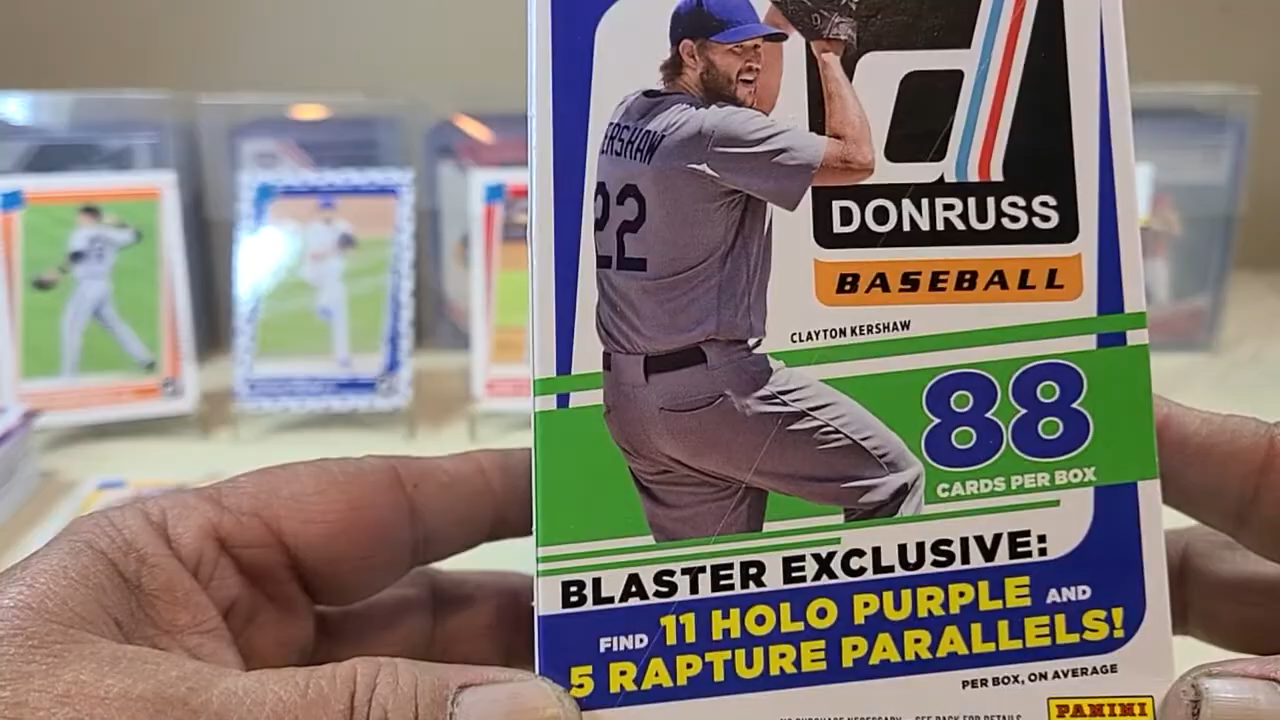 ERSHAW
22
d
DONRUSS
BASEBALL
CLAYTON KERSHAW
88
CARDS PER BOX
BLASTER EXCLUSIVE:
FIND 11 HOLO PURPLE AND
5 RAPTURE PARALLELS!
PER BOX, ON AVERAGE
PANINI